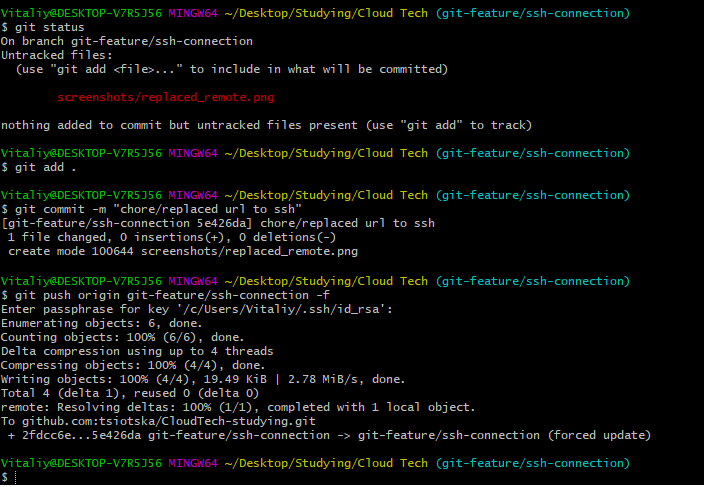 Vitaliy@DESKTOP-V7R5J56 MINGW64 ~/Desktop/Studying/Cloud Tech (git-feature/ssh-connection)
$ git status
On branch git-feature/ssh-connection
Untracked files:
  (use "git add <file>..." to include in what will be committed)

        screenshots/replaced_remote.png

nothing added to commit but untracked files present (use "git add" to track)

Vitaliy@DESKTOP-V7R5J56 MINGW64 ~/Desktop/Studying/Cloud Tech (git-feature/ssh-connection)
$ git add .

Vitaliy@DESKTOP-V7R5J56 MINGW64 ~/Desktop/Studying/Cloud Tech (git-feature/ssh-connection)
$ git commit -m "chore/replaced url to ssh"
[git-feature/ssh-connection 5e426da] chore/replaced url to ssh
 1 file changed, 0 insertions(+), 0 deletions(-)
 create mode 100644 screenshots/replaced_remote.png

Vitaliy@DESKTOP-V7R5J56 MINGW64 ~/Desktop/Studying/Cloud Tech (git-feature/ssh-connection)
$ git push origin git-feature/ssh-connection -f
Enter passphrase for key '/c/Users/Vitaliy/.ssh/id_rsa':
Enumerating objects: 6, done.
Counting objects: 100% (6/6), done.
Delta compression using up to 4 threads
Compressing objects: 100% (4/4), done.
Writing objects: 100% (4/4), 19.49 KiB | 2.78 MiB/s, done.
Total 4 (delta 1), reused 0 (delta 0)
remote: Resolving deltas: 100% (1/1), completed with 1 local object.
To github.com:tsiotska/CloudTech-studying.git
 + 2fdcc6e...5e426da git-feature/ssh-connection -> git-feature/ssh-connection (forced update)

Vitaliy@DESKTOP-V7R5J56 MINGW64 ~/Desktop/Studying/Cloud Tech (git-feature/ssh-connection)
$